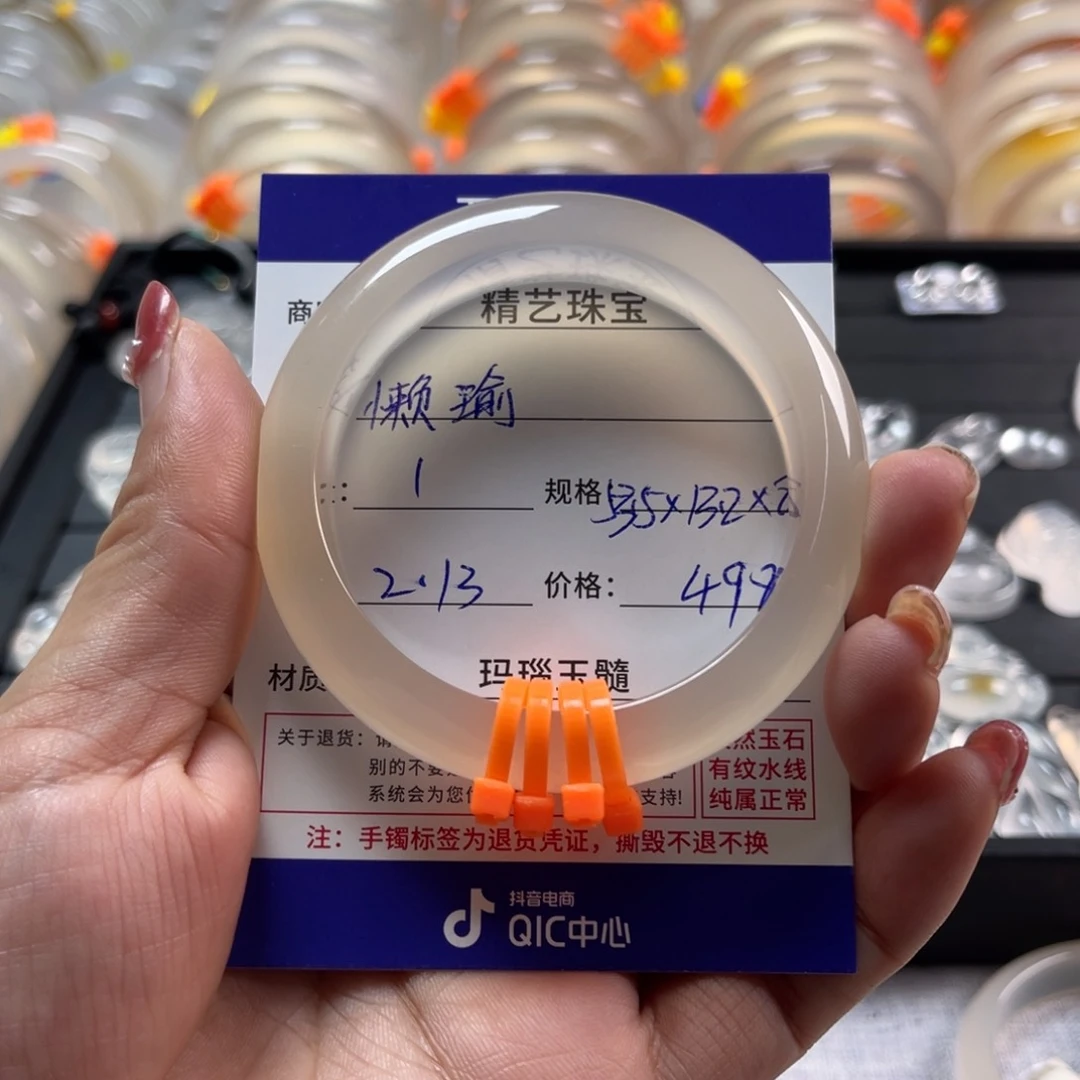 商
精艺珠宝
懒 瑜
1 规格
2.13 价格： 499
材质 玛瑙玉髓
关于退货： 请
别的不要
系统会为您 支持!
然玉石
有纹水线
纯属正常
注：手镯标签为退货凭证，撕毁不退不换
抖音电商
QIC中心